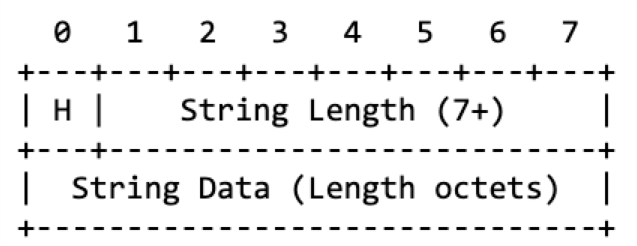 0   1   2   3   4   5   6   7
+---+---+---+---+---+---+---+---+
| H |    String Length (7+)     |
+---+---------------------------+
|  String Data (Length octets)  |
+-------------------------------+